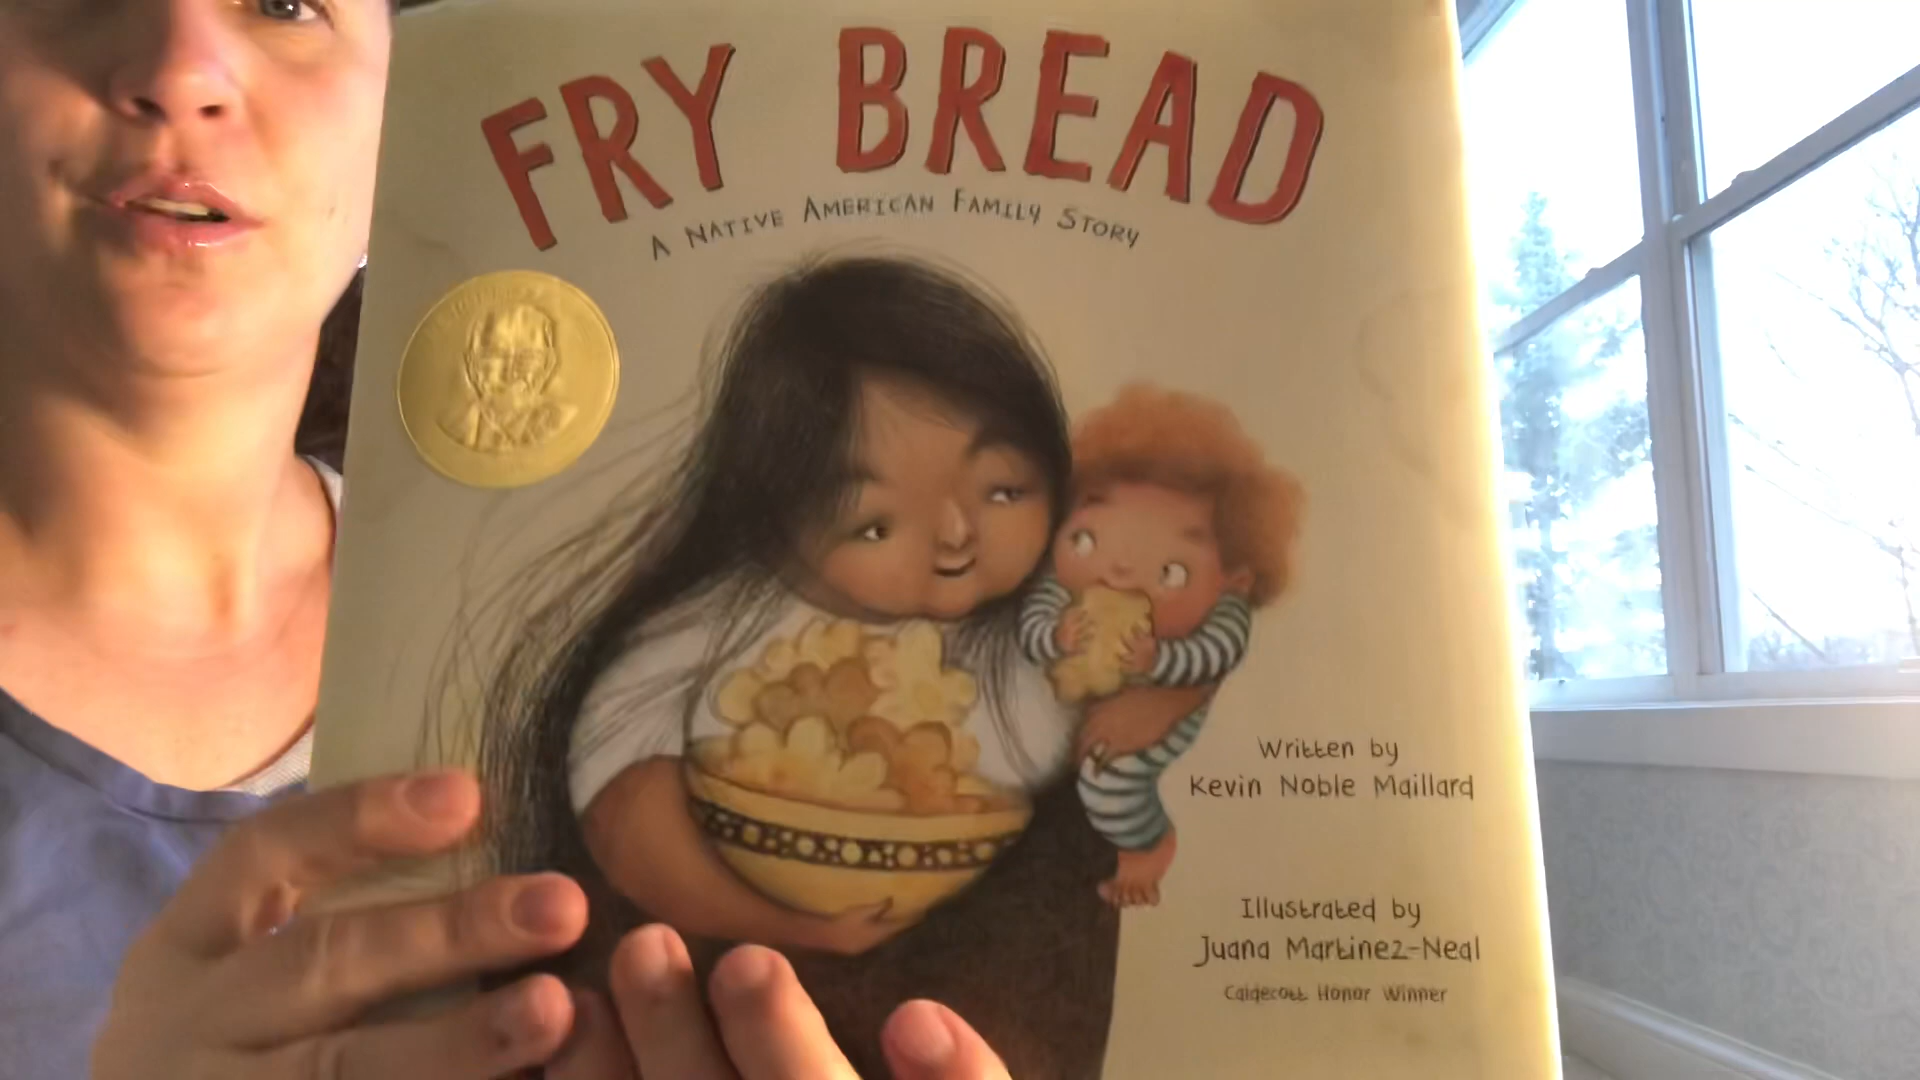 FRY BREAD
A NATIVE AMERICAN FAMILY STORY
Written by
Kevin Noble Maillard
Illustrated by
Juana Martinez-Neal
Caldecott Honor Winner